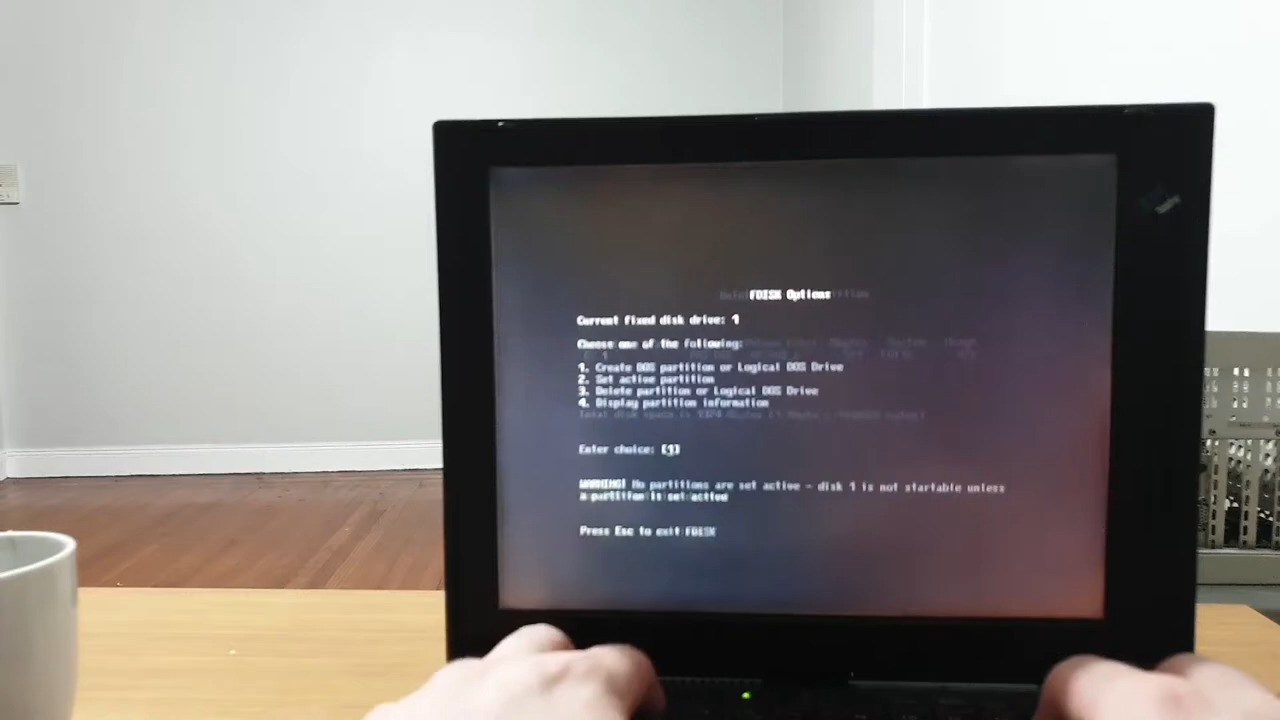 FDISK Options
Current fixed disk drive: 1
Choose one of the following:
1. Create DOS partition or Logical DOS Drive
2. Set active partition
3. Delete partition or Logical DOS Drive
4. Display partition information
Enter choice: [1]
WARNING! No partitions are set active - disk 1 is not startable unless
a partition is set active
Press Esc to exit FDISK